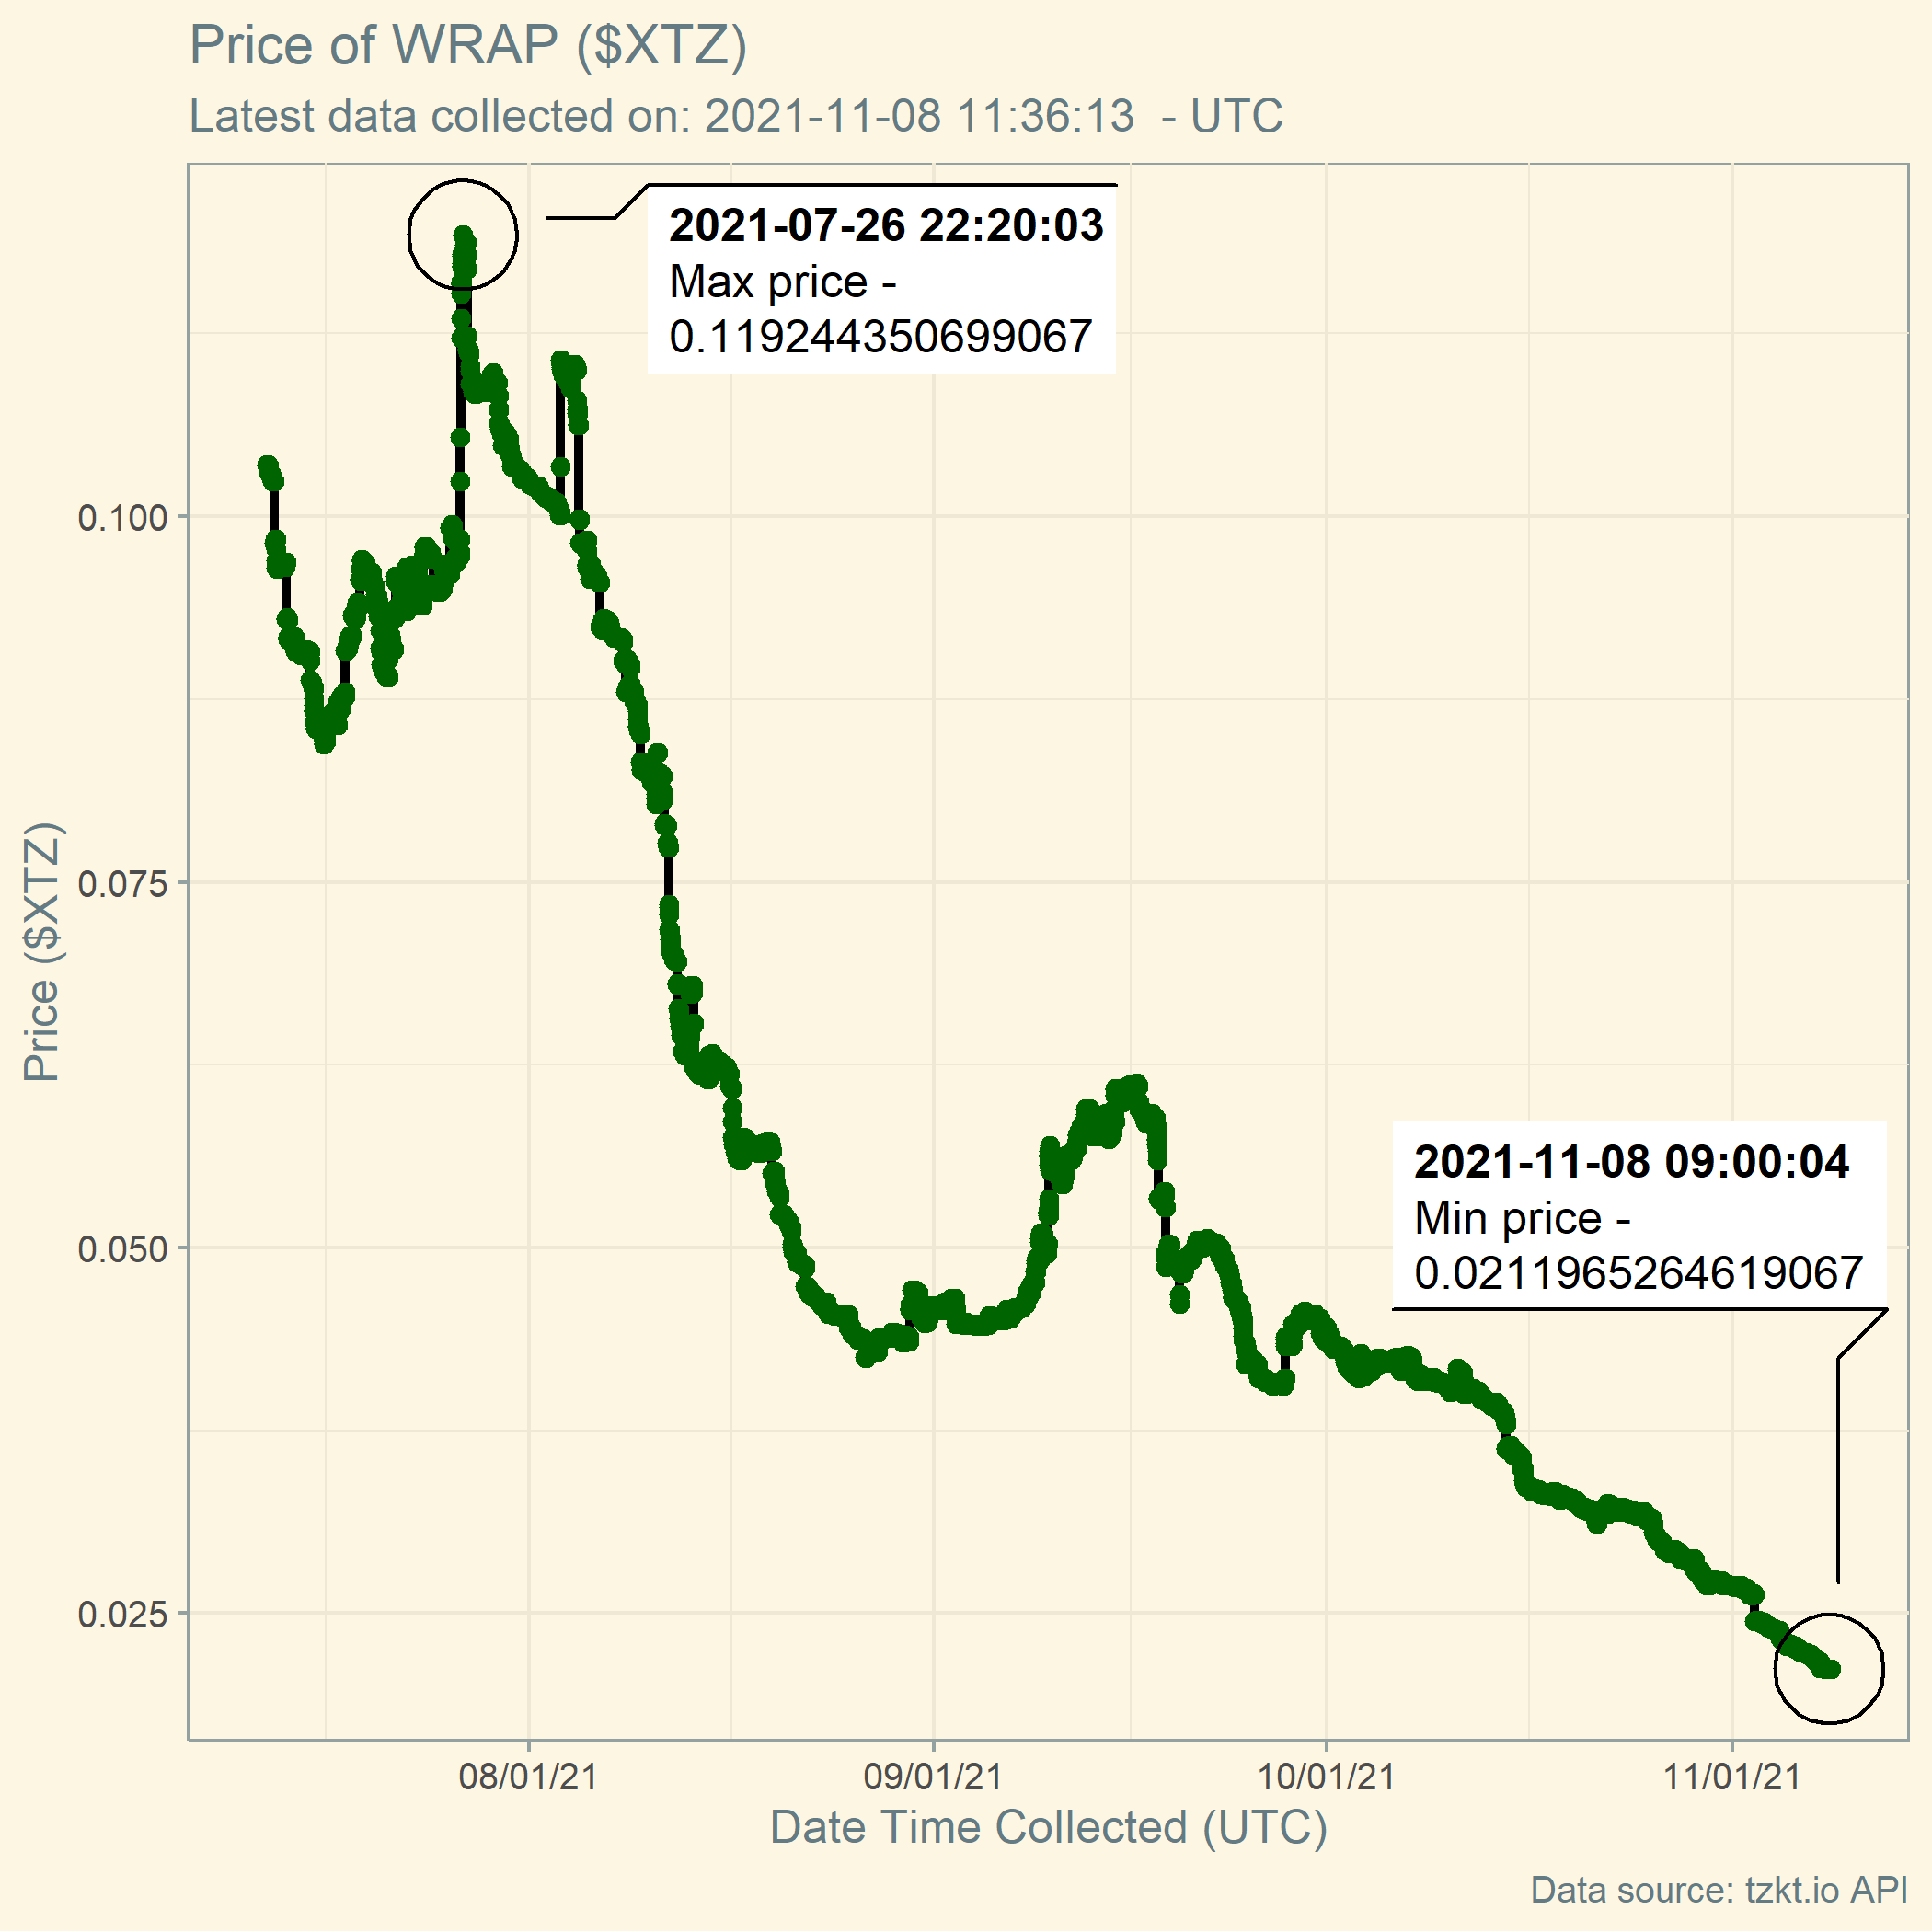 Price of WRAP ($XTZ)
Latest data collected on: 2021-11-08 11:36:13  - UTC
2021-07-26 22:20:03
Max price -
0.119244350699067
0.100
0.075
0.050
0.025
Price ($XTZ)
2021-11-08 09:00:04
Min price -
0.0211965264619067
08/01/21
09/01/21
10/01/21
11/01/21
Date Time Collected (UTC)
Data source: tzkt.io API